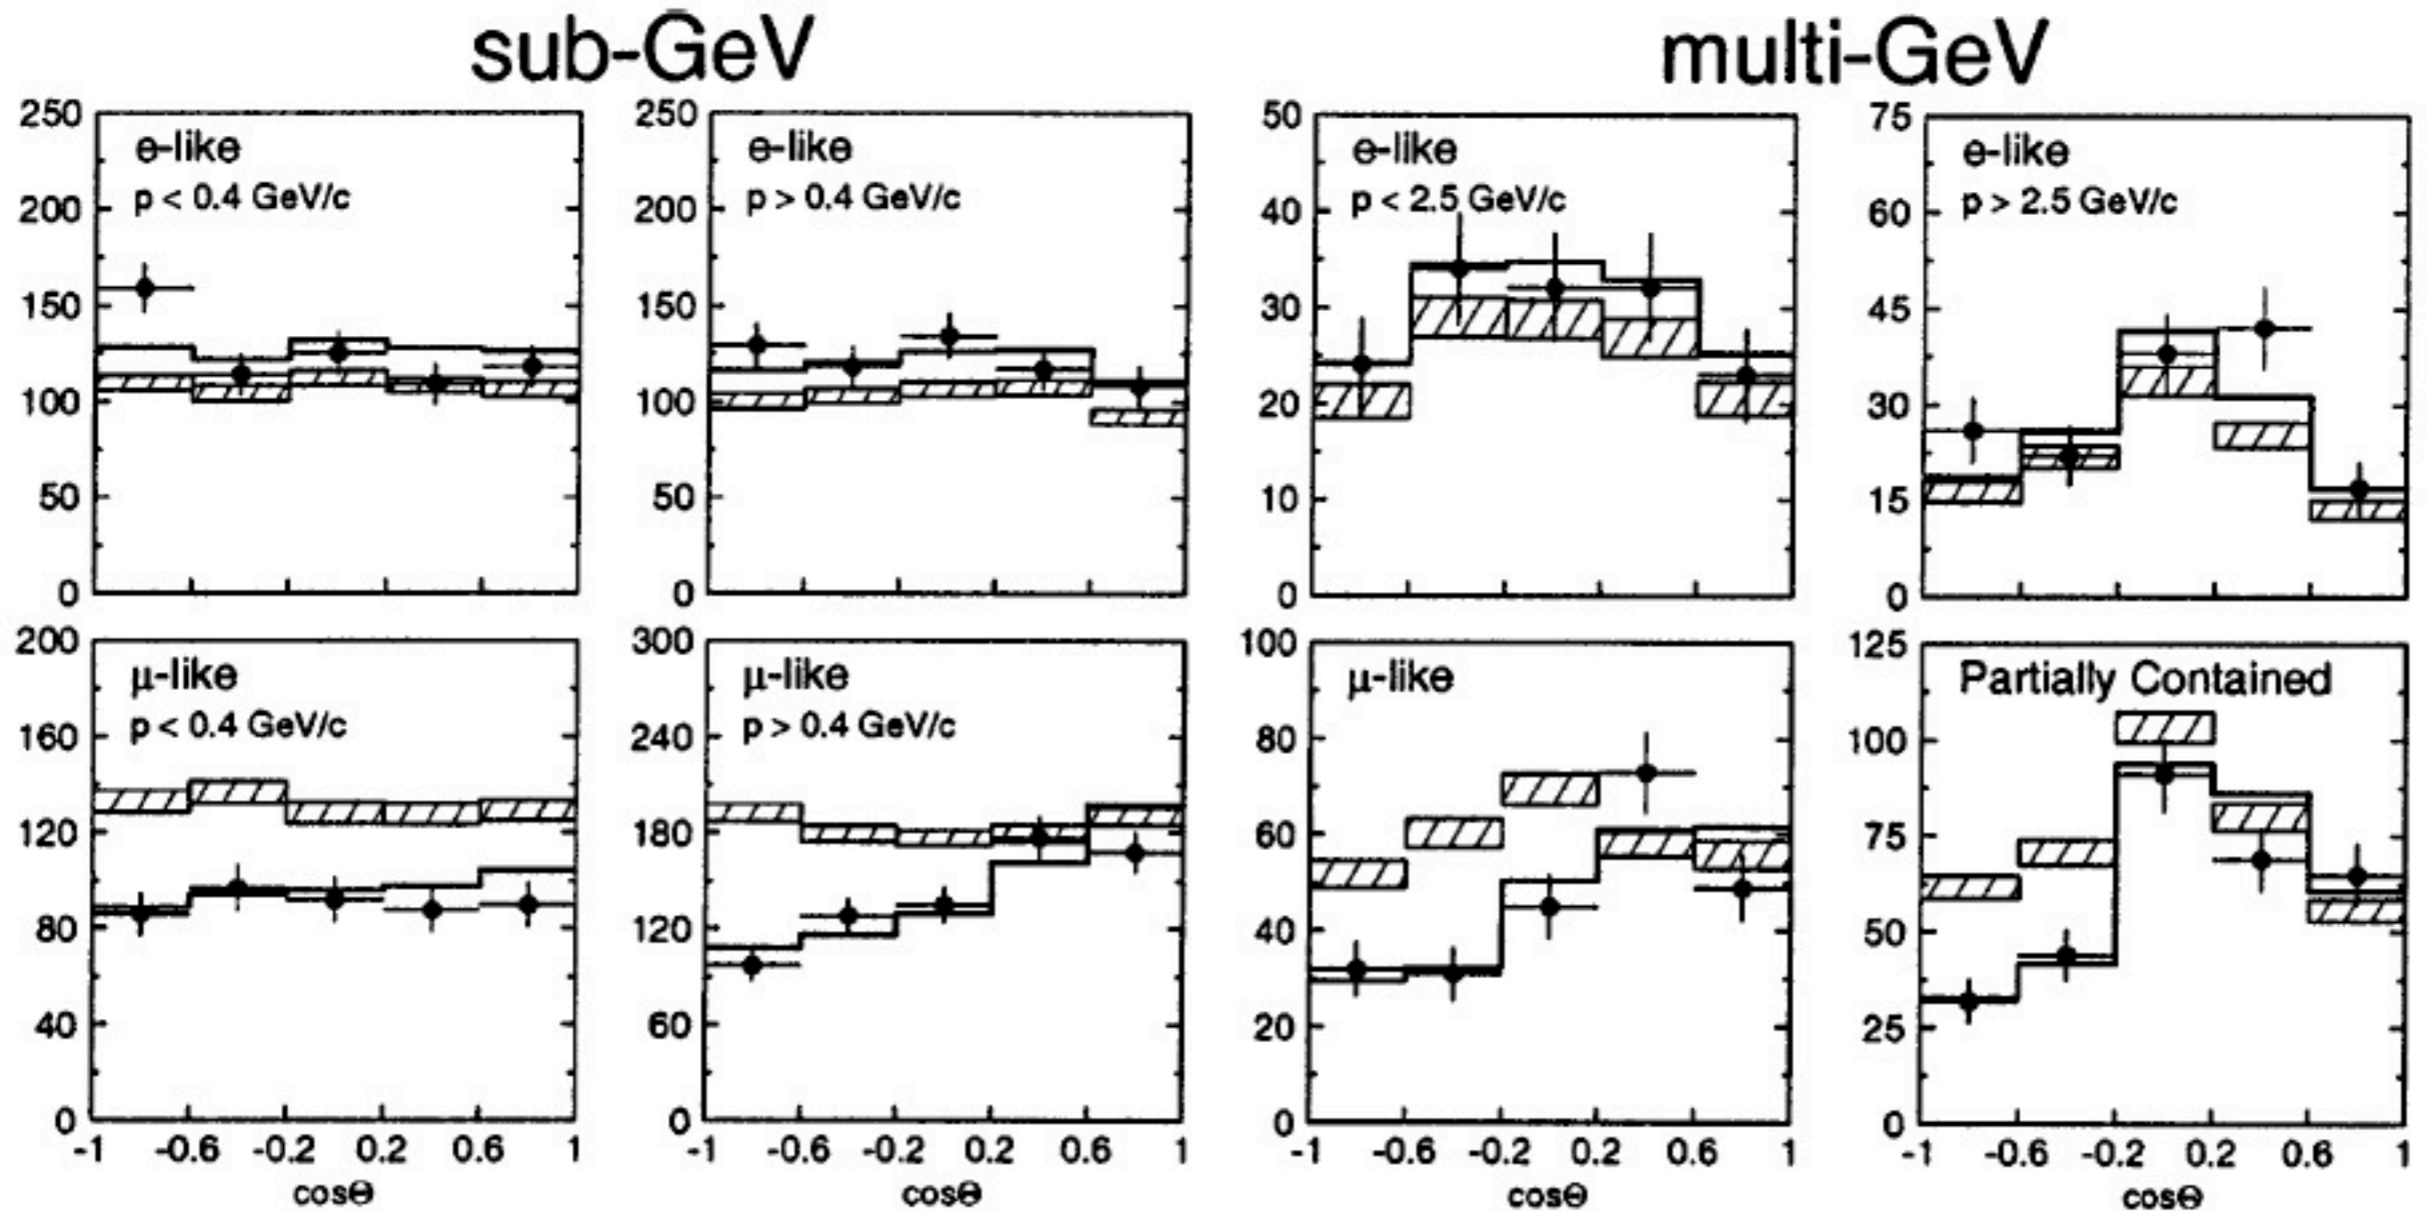 sub-GeV
multi-GeV
250
200
150
100
50
0
e-like
p < 0.4 GeV/c
250
200
150
100
50
0
e-like
p > 0.4 GeV/c
50
40
30
20
10
0
e-like
p < 2.5 GeV/c
75
60
45
30
15
0
e-like
p > 2.5 GeV/c
200
160
120
80
40
0
μ-like
p < 0.4 GeV/c
-1 -0.6 -0.2 0.2 0.6 1
cosΘ
300
240
180
120
60
0
μ-like
p > 0.4 GeV/c
-1 -0.6 -0.2 0.2 0.6 1
cosΘ
100
80
60
40
20
0
μ-like
-1 -0.6 -0.2 0.2 0.6 1
cosΘ
125
100
75
50
25
0
Partially Contained
-1 -0.6 -0.2 0.2 0.6 1
cosΘ